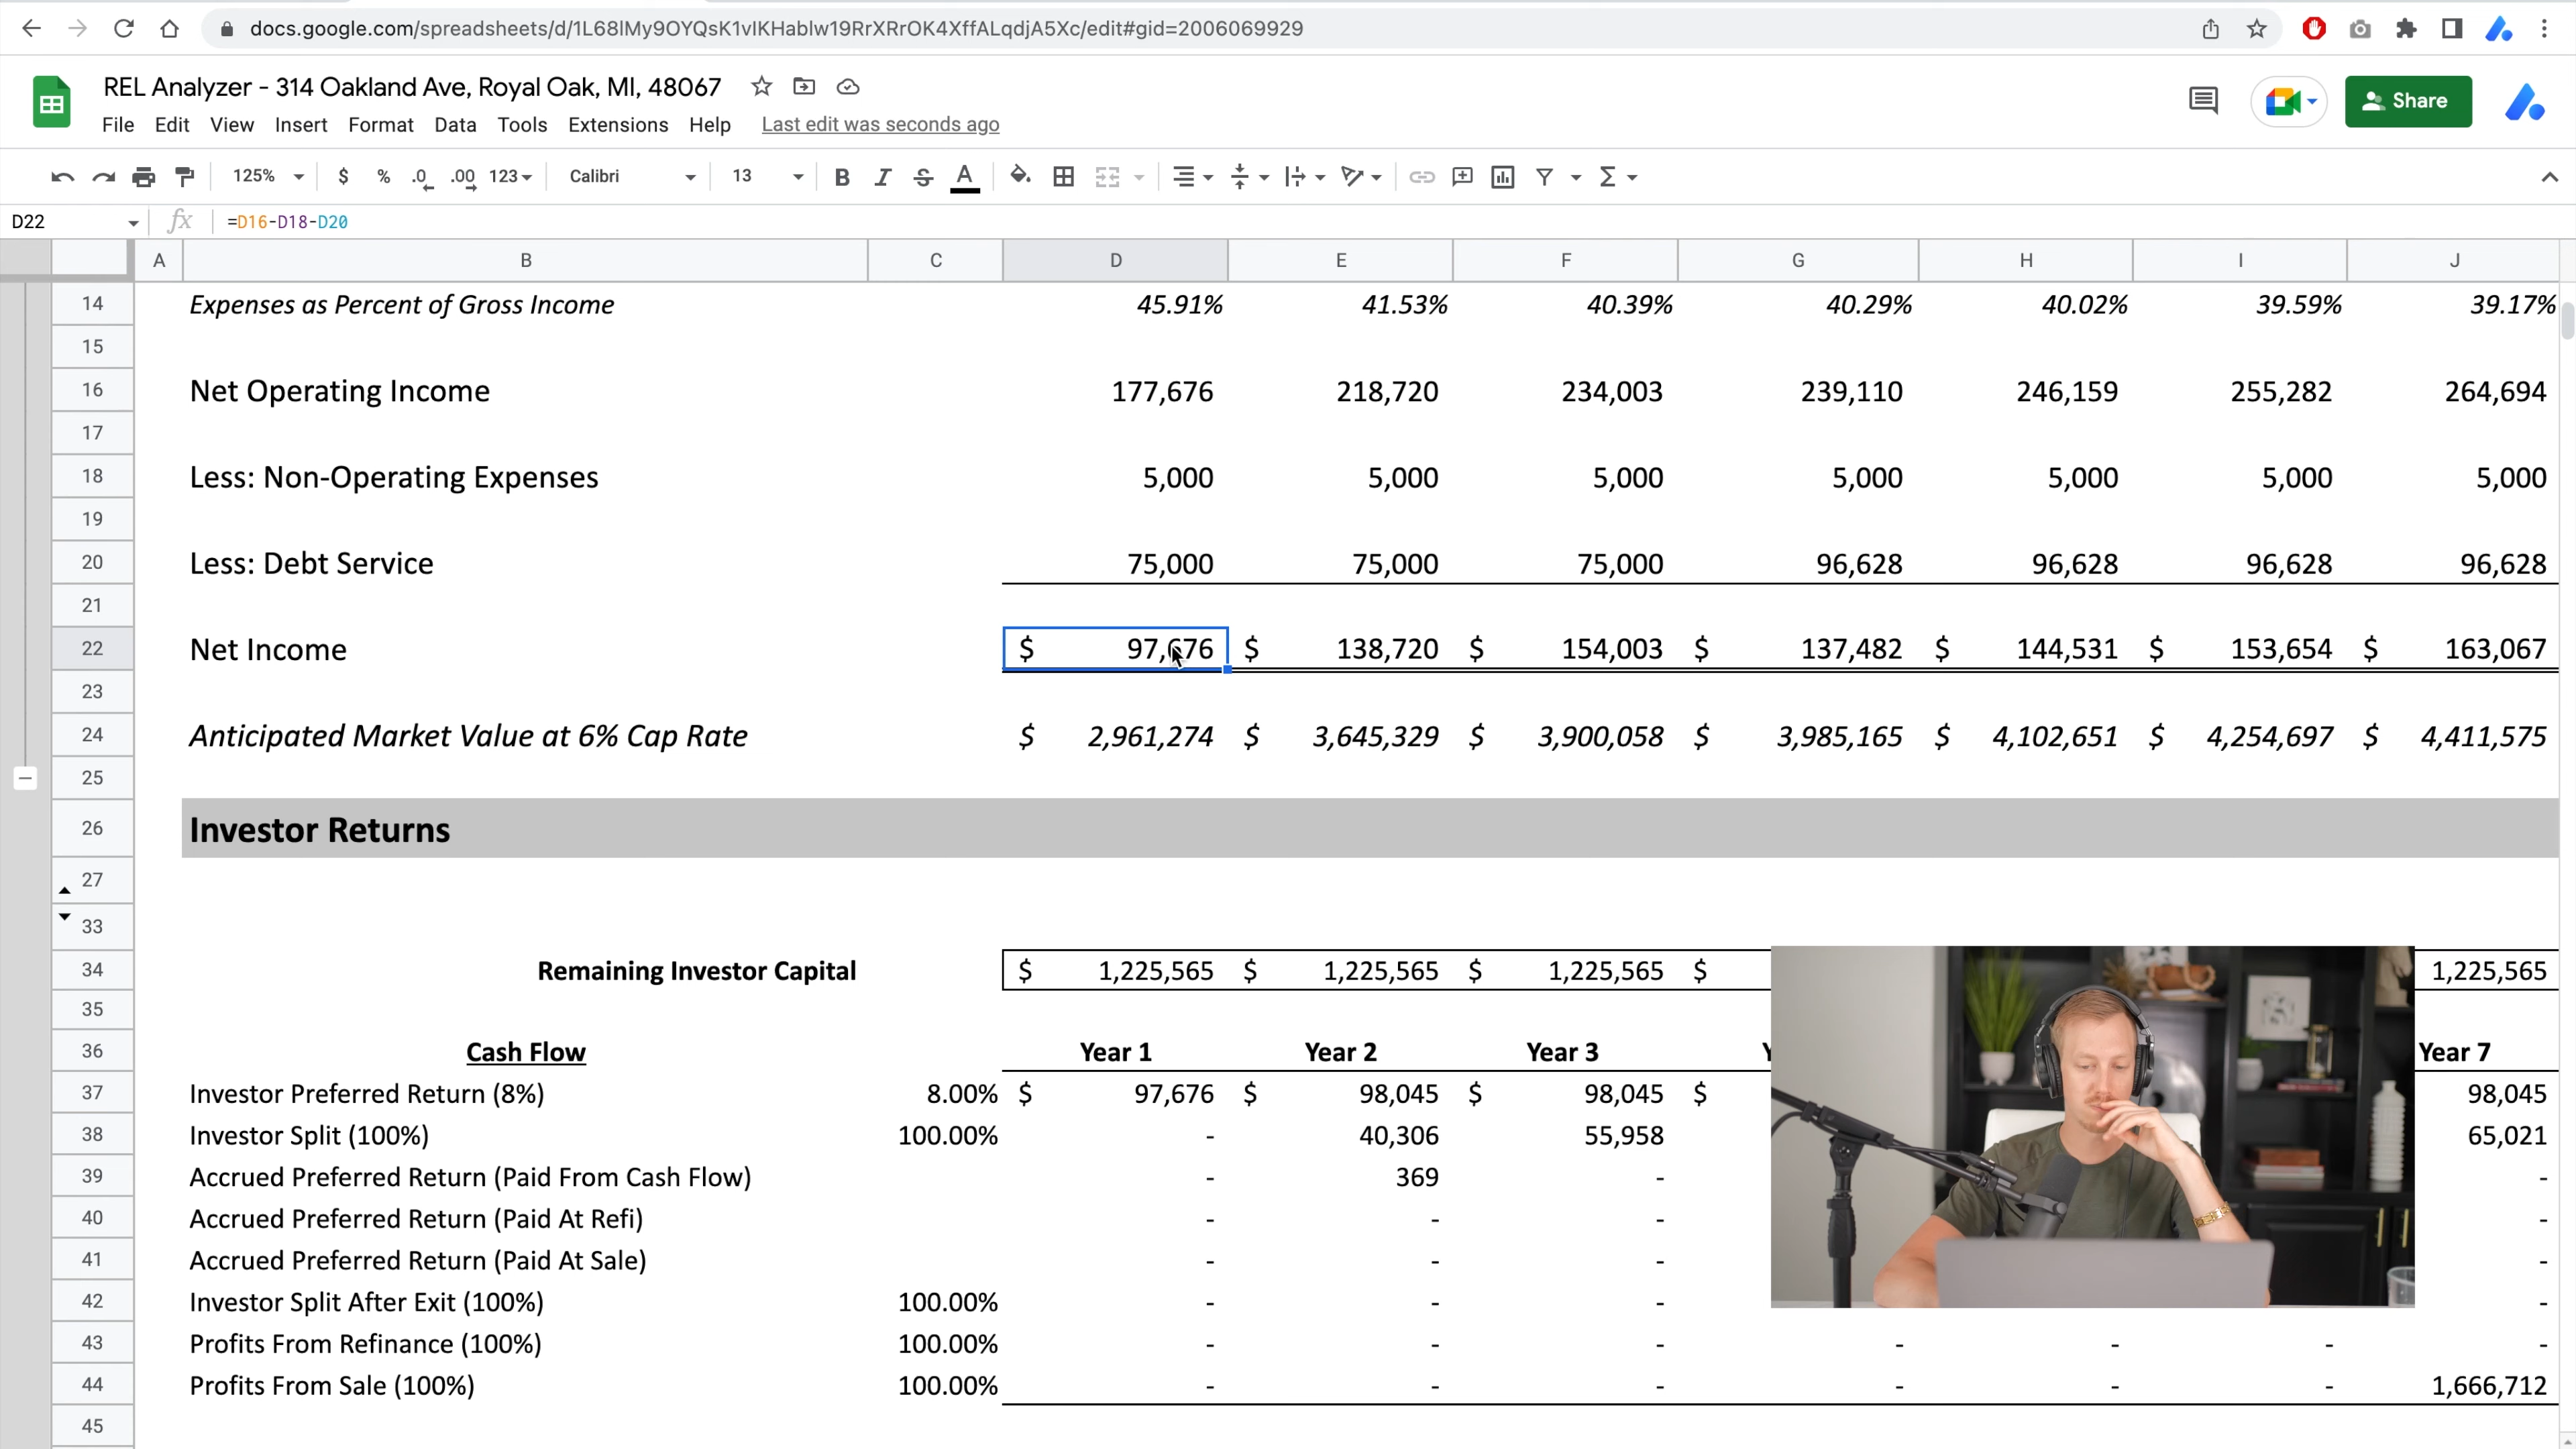 docs.google.com/spreadsheets/d/1L68lMy9OYQsK1vIKHablw19RrXRrOK4XffALqdjA5Xc/edit#gid=2006069929
REL Analyzer - 314 Oakland Ave, Royal Oak, MI, 48067
File Edit View Insert Format Data Tools Extensions Help Last edit was seconds ago
Share
125% $ % .0 .00 123 Calibri 13 B I S A Σ
D22 fx =D16-D18-D20
A B C D E F G H I J
14 Expenses as Percent of Gross Income 45.91% 41.53% 40.39% 40.29% 40.02% 39.59% 39.17%
15
16 Net Operating Income 177,676 218,720 234,003 239,110 246,159 255,282 264,694
17
18 Less: Non-Operating Expenses 5,000 5,000 5,000 5,000 5,000 5,000 5,000
19
20 Less: Debt Service 75,000 75,000 75,000 96,628 96,628 96,628 96,628
21
22 Net Income $ 97,676 $ 138,720 $ 154,003 $ 137,482 $ 144,531 $ 153,654 $ 163,067
23
24 Anticipated Market Value at 6% Cap Rate $ 2,961,274 $ 3,645,329 $ 3,900,058 $ 3,985,165 $ 4,102,651 $ 4,254,697 $ 4,411,575
25
26 Investor Returns
27
33
34 Remaining Investor Capital $ 1,225,565 $ 1,225,565 $ 1,225,565 $ 1,225,565
35
36 Cash Flow Year 1 Year 2 Year 3 Year 7
37 Investor Preferred Return (8%) 8.00% $ 97,676 $ 98,045 $ 98,045 $ 98,045
38 Investor Split (100%) 100.00% - 40,306 55,958 65,021
39 Accrued Preferred Return (Paid From Cash Flow) - 369 - -
40 Accrued Preferred Return (Paid At Refi) - - - -
41 Accrued Preferred Return (Paid At Sale) - - - -
42 Investor Split After Exit (100%) 100.00% - - - -
43 Profits From Refinance (100%) 100.00% - - - - - - -
44 Profits From Sale (100%) 100.00% - - - - - - 1,666,712
45